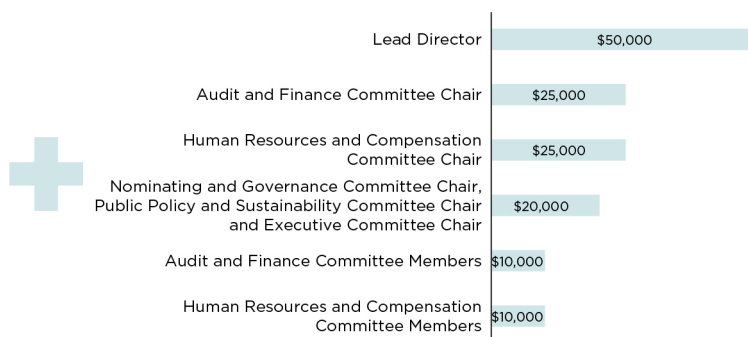 Lead Director
$50,000
Audit and Finance Committee Chair
$25,000
Human Resources and Compensation
Committee Chair
$25,000
Nominating and Governance Committee Chair,
Public Policy and Sustainability Committee Chair
and Executive Committee Chair
$20,000
Audit and Finance Committee Members
$10,000
Human Resources and Compensation
Committee Members
$10,000